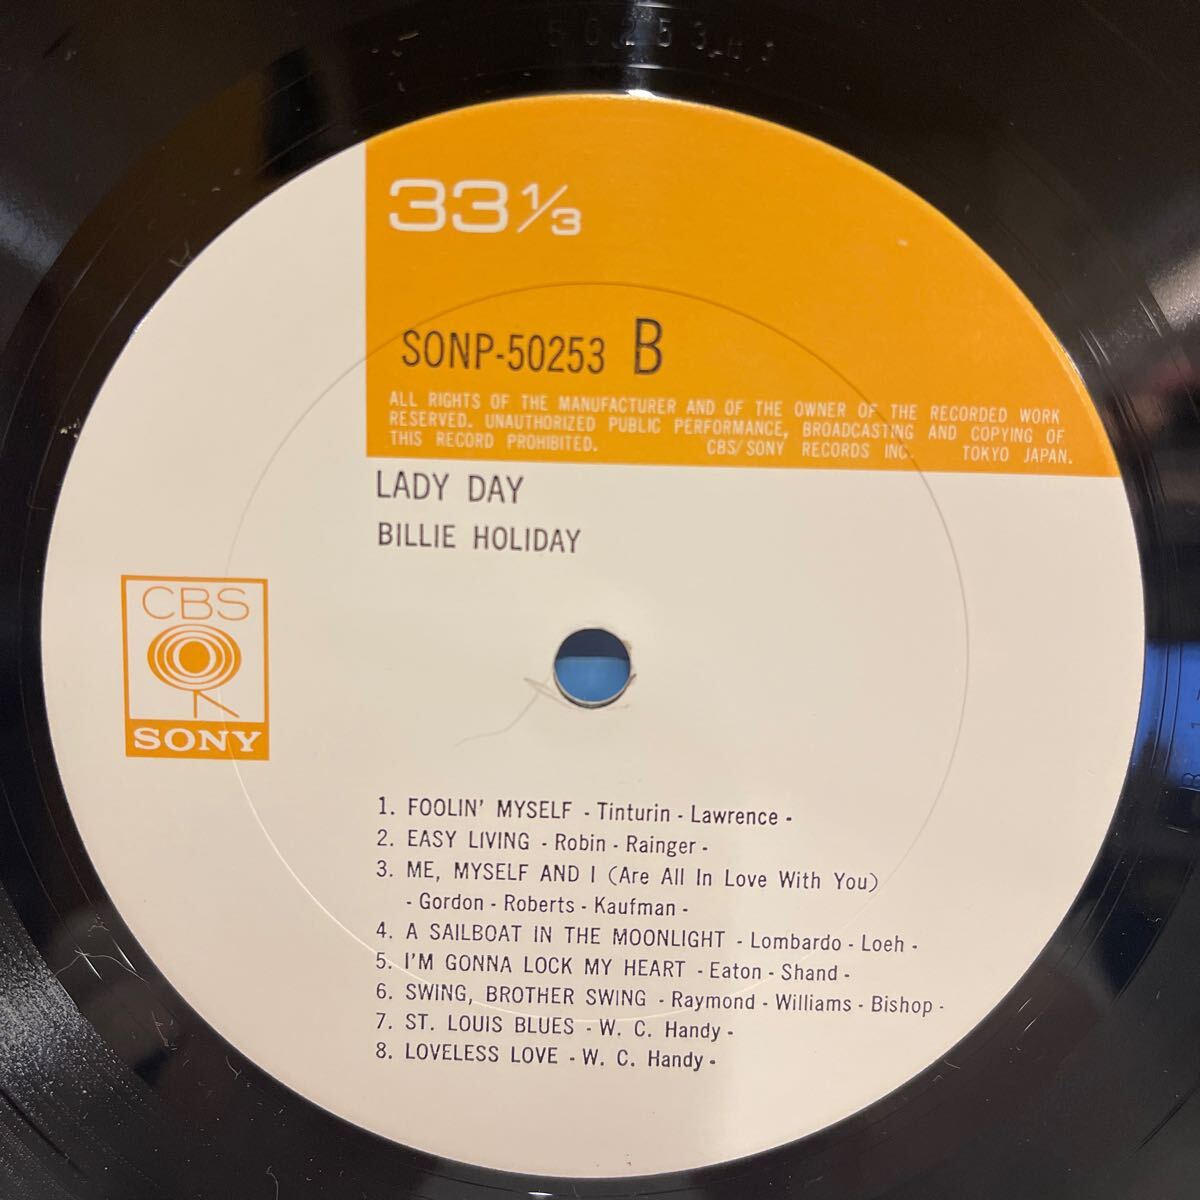 33 1/3
SONP-50253 B
ALL RIGHTS OF THE MANUFACTURER AND OF THE OWNER OF THE RECORDED WORK
RESERVED. UNAUTHORIZED PUBLIC PERFORMANCE, BROADCASTING AND COPYING OF
THIS RECORD PROHIBITED. CBS/SONY RECORDS INC. TOKYO JAPAN.
LADY DAY
BILLIE HOLIDAY
CBS
SONY
1. FOOLIN' MYSELF - Tinturin - Lawrence -
2. EASY LIVING - Robin - Rainger -
3. ME, MYSELF AND I (Are All In Love With You)
- Gordon - Roberts - Kaufman -
4. A SAILBOAT IN THE MOONLIGHT - Lombardo - Loeh -
5. I'M GONNA LOCK MY HEART - Eaton - Shand -
6. SWING, BROTHER SWING - Raymond - Williams - Bishop -
7. ST. LOUIS BLUES - W. C. Handy -
8. LOVELESS LOVE - W. C. Handy -